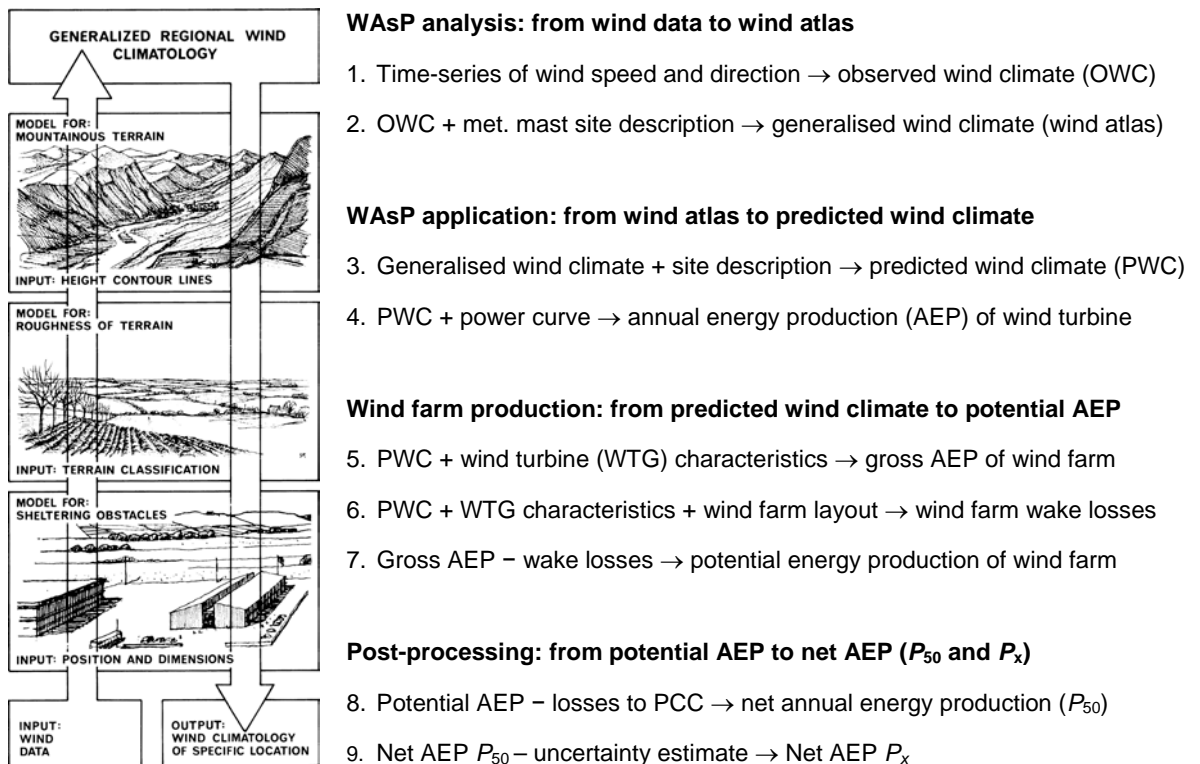 GENERALIZED REGIONAL WIND
CLIMATOLOGY
MODEL FOR:
MOUNTAINOUS TERRAIN
INPUT: HEIGHT CONTOUR LINES
MODEL FOR:
ROUGHNESS OF TERRAIN
INPUT: TERRAIN CLASSIFICATION
MODEL FOR:
SHELTERING OBSTACLES
INPUT: POSITION AND DIMENSIONS
INPUT:
WIND
DATA
OUTPUT:
WIND CLIMATOLOGY
OF SPECIFIC LOCATION
WAsP analysis: from wind data to wind atlas
1. Time-series of wind speed and direction → observed wind climate (OWC)
2. OWC + met. mast site description → generalised wind climate (wind atlas)
WAsP application: from wind atlas to predicted wind climate
3. Generalised wind climate + site description → predicted wind climate (PWC)
4. PWC + power curve → annual energy production (AEP) of wind turbine
Wind farm production: from predicted wind climate to potential AEP
5. PWC + wind turbine (WTG) characteristics → gross AEP of wind farm
6. PWC + WTG characteristics + wind farm layout → wind farm wake losses
7. Gross AEP − wake losses → potential energy production of wind farm
Post-processing: from potential AEP to net AEP (P50 and Px)
8. Potential AEP − losses to PCC → net annual energy production (P50)
9. Net AEP P50 – uncertainty estimate → Net AEP Px